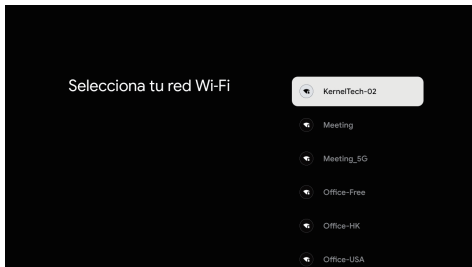 Selecciona tu red Wi-Fi
KernelTech-02
Meeting
Meeting_5G
Office-Free
Office-HK
Office-USA